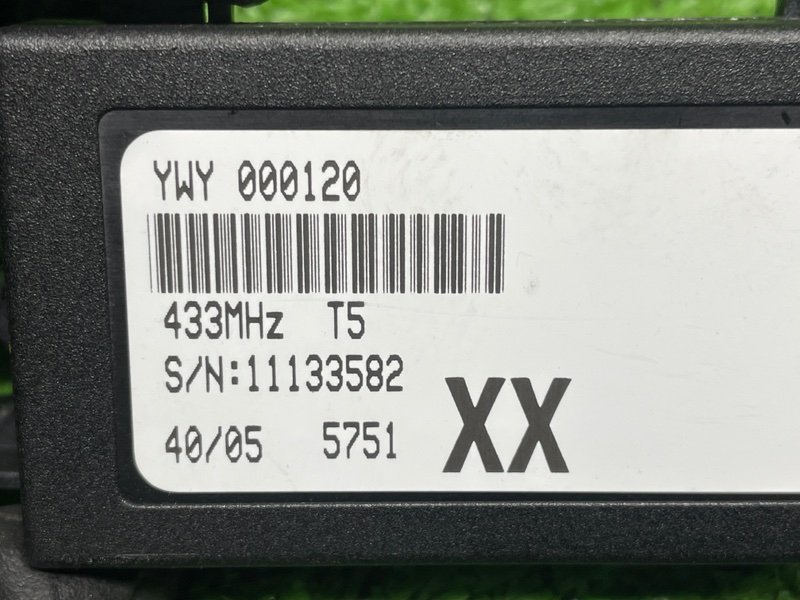 YWY 000120
433MHz T5
S/N:11133582
40/05 5751 XX